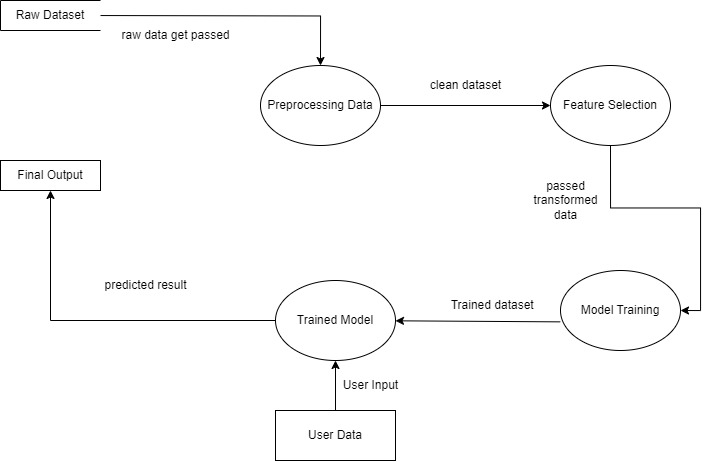 Raw Dataset
raw data get passed
Preprocessing Data
clean dataset
Feature Selection
passed
transformed
data
Model Training
Trained dataset
Trained Model
User Input
User Data
predicted result
Final Output